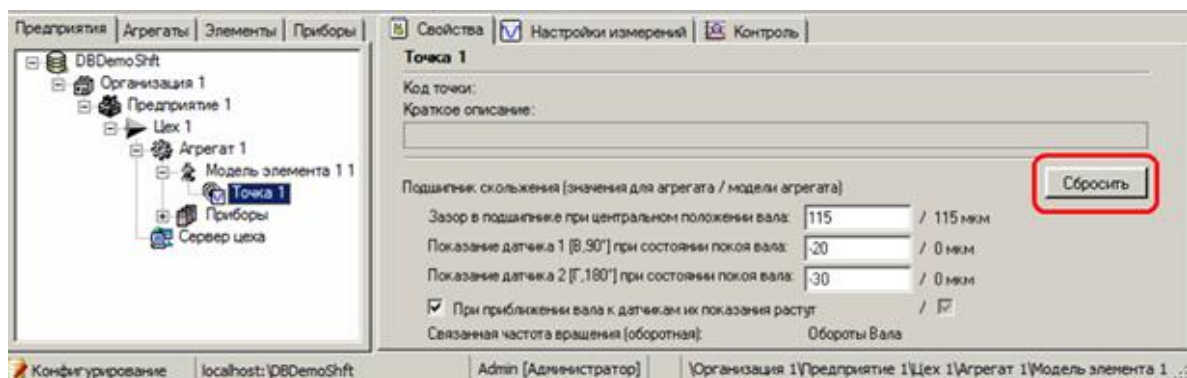 Предприятия Агрегаты Элементы Приборы
DBDemoShft
Организация 1
Предприятие 1
Цех 1
Агрегат 1
Модель элемента 1 1
Точка 1
Приборы
Сервер цеха
Свойства Настройки измерений Контроль
Точка 1
Код точки:
Краткое описание:
Подшипник скольжения (значения для агрегата / модели агрегата)
Сбросить
Зазор в подшипнике при центральном положении вала: 115 / 115 мкм
Показание датчика 1 [В,90°] при состоянии покоя вала: -20 / 0 мкм
Показание датчика 2 [Г,180°] при состоянии покоя вала: -30 / 0 мкм
При приближении вала к датчикам их показания растут /
Связанная частота вращения (оборотная): Обороты Вала
Конфигурирование localhost:\DBDemoShft Admin [Администратор] \Организация 1\Предприятие 1\Цех 1\Агрегат 1\Модель элемента 1